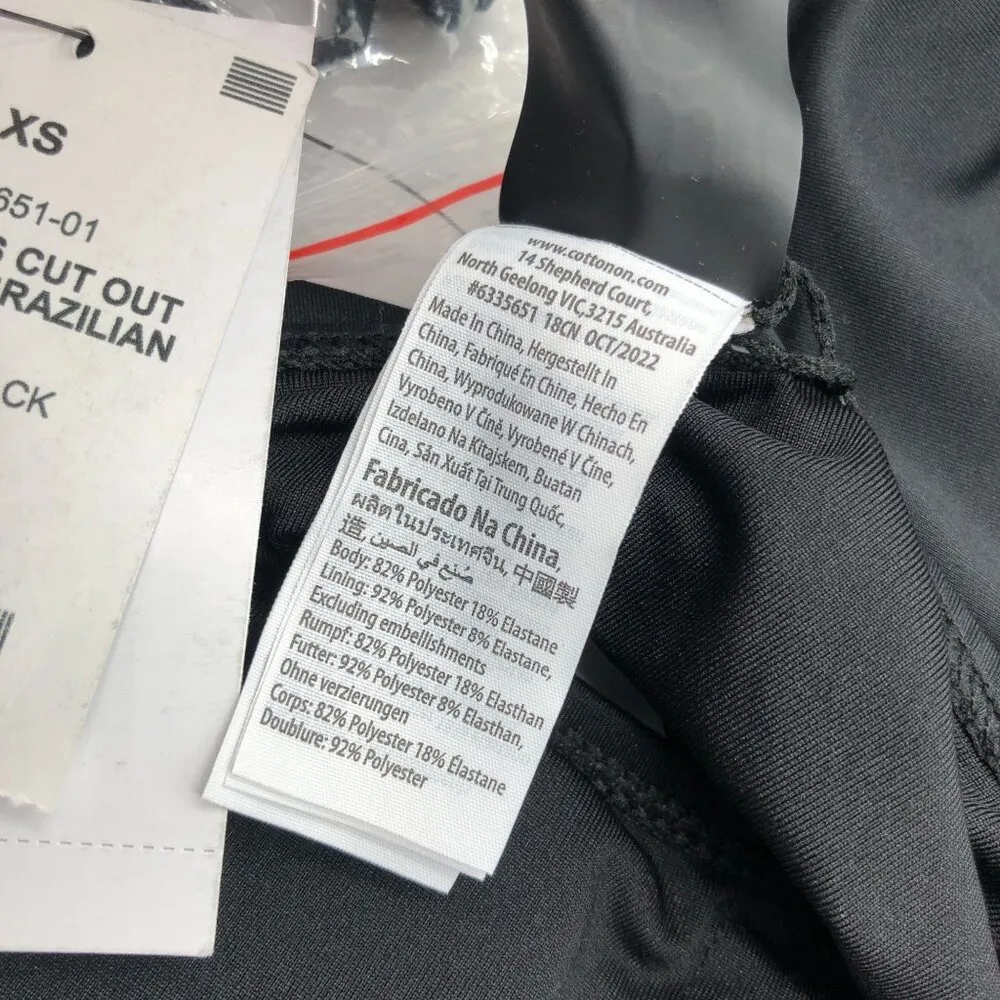 XS
651-01
S CUT OUT
BRAZILIAN
CK
www.cottonon.com
14 Shepherd Court,
North Geelong VIC,3215 Australia
#6335651 18CN OCT/2022
Made In China, Hergestellt In
China, Fabriqué En Chine, Hecho En
China, Wyprodukowane W Chinach,
Vyrobeno V Číně, Vyrobené V Číne,
Izdelano Na Kitajskem, Buatan
Cina, Sản Xuất Tại Trung Quốc,
Fabricado Na China,
ผลิตในประเทศจีน, 中國製
造, صُنع في الصين
Body: 82% Polyester 18% Elastane
Lining: 92% Polyester 8% Elastane,
Excluding embellishments
Rumpf: 82% Polyester 18% Elasthan
Futter: 92% Polyester 8% Elasthan,
Ohne verzierungen
Corps: 82% Polyester 18% Élastane
Doublure: 92% Polyester